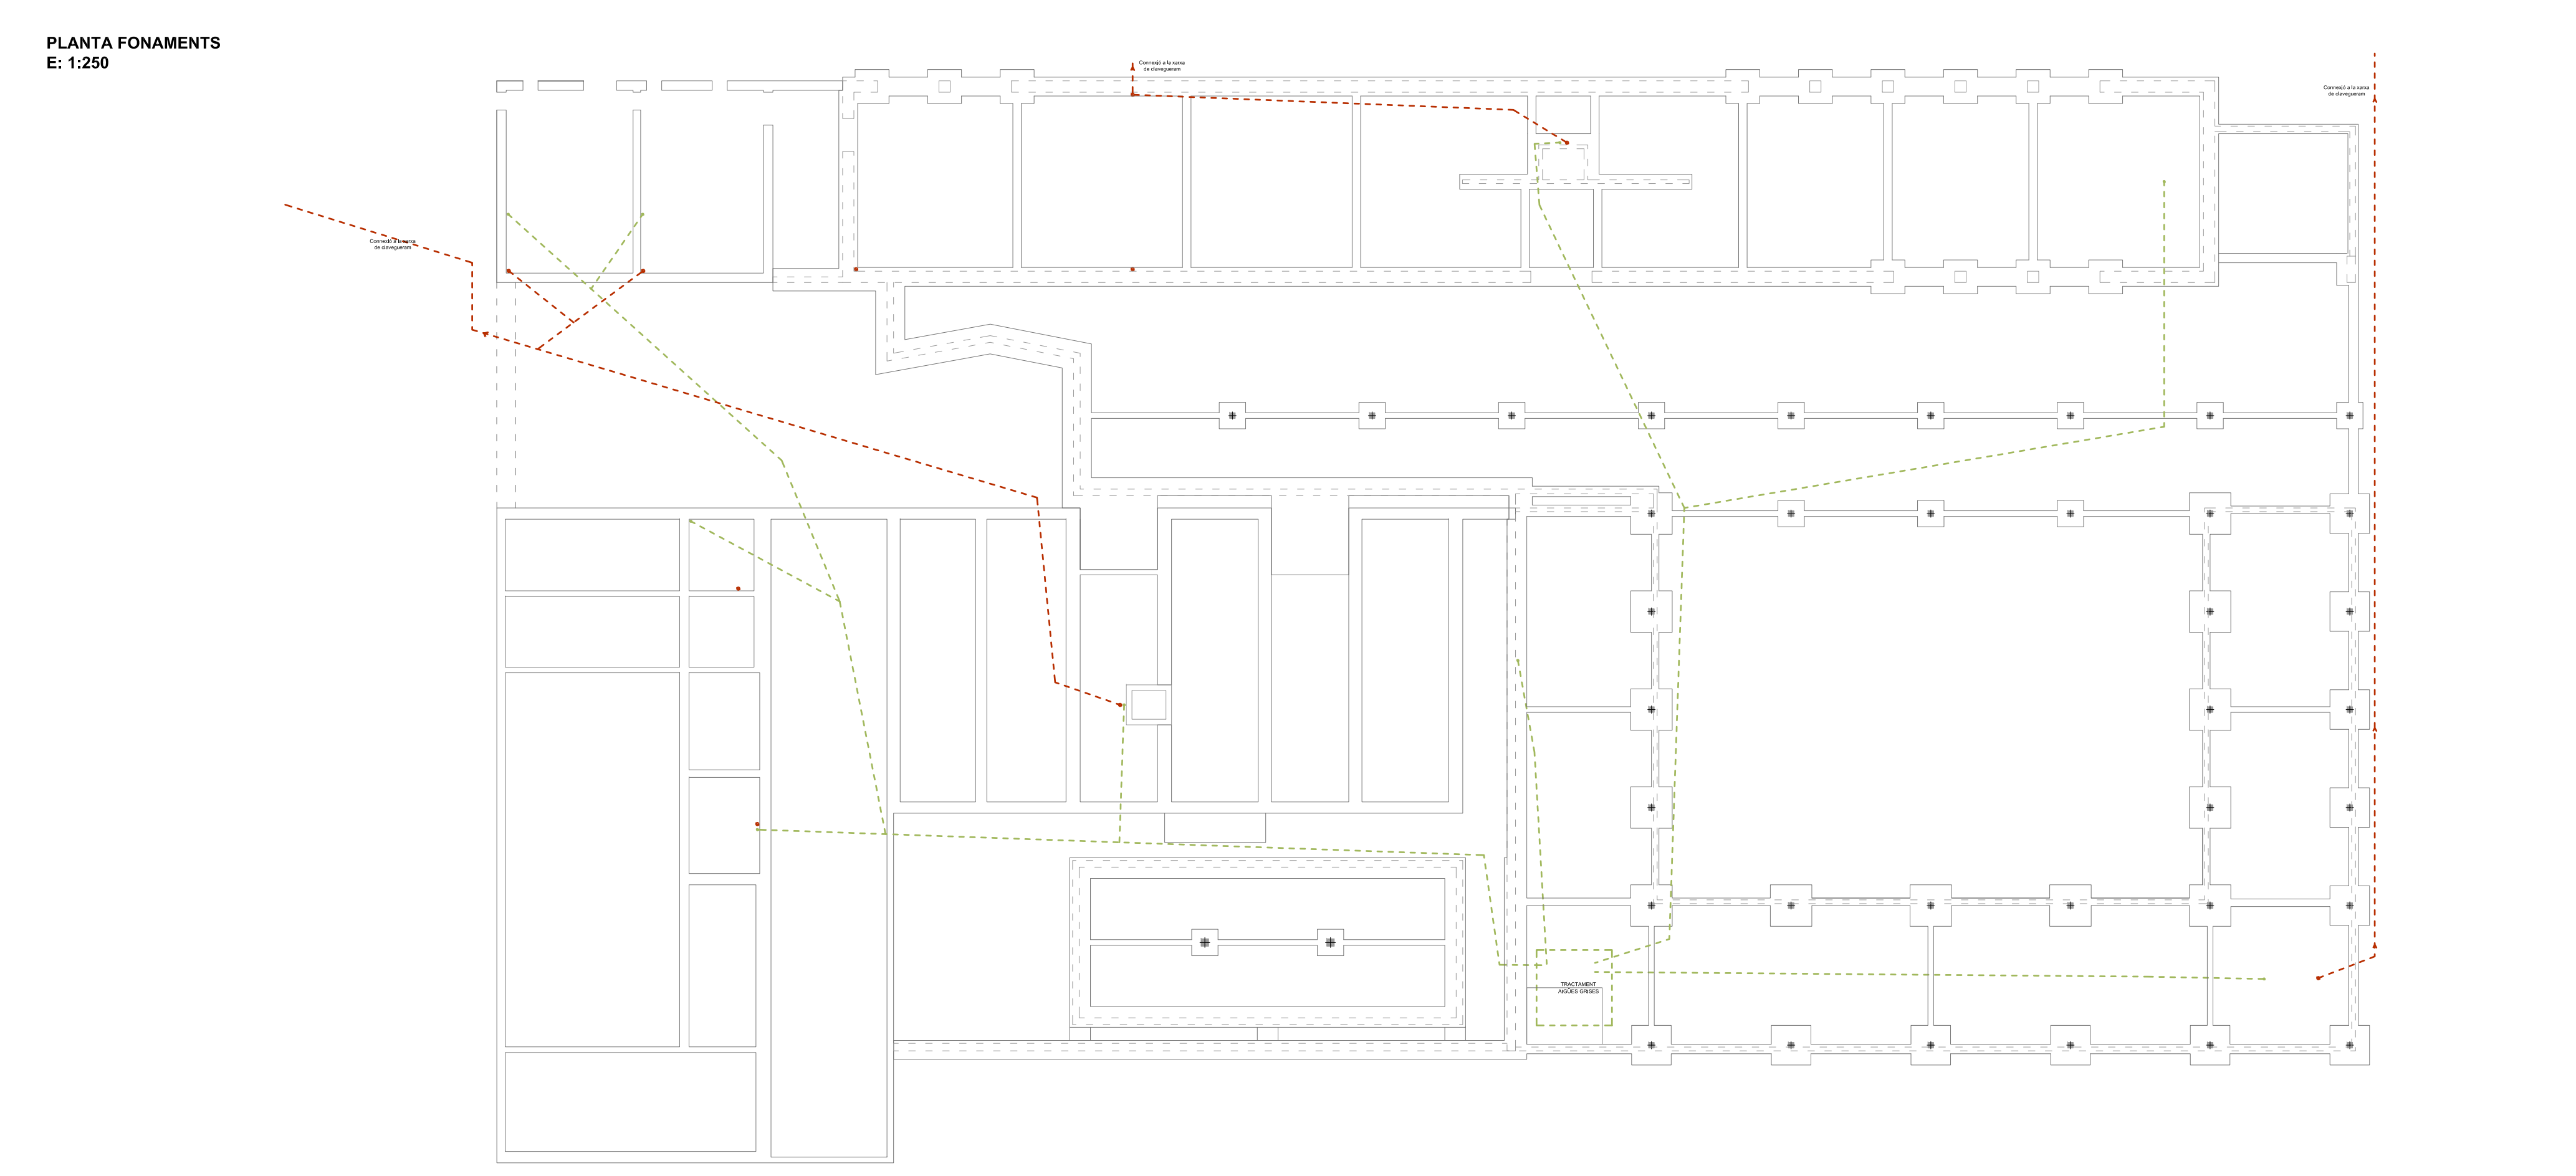 PLANTA FONAMENTS
E: 1:250
Connexió a la xarxa
de clavegueram
Connexió a la xarxa
de clavegueram
Connexió a la xarxa
de clavegueram
TRACTAMENT
AIGÜES GRISES